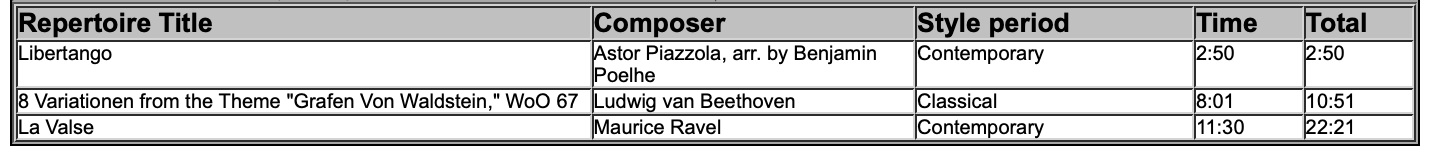 Repertoire Title Composer Style period Time Total
Libertango Astor Piazzola, arr. by Benjamin Poelhe Contemporary 2:50 2:50
8 Variationen from the Theme "Grafen Von Waldstein," WoO 67 Ludwig van Beethoven Classical 8:01 10:51
La Valse Maurice Ravel Contemporary 11:30 22:21